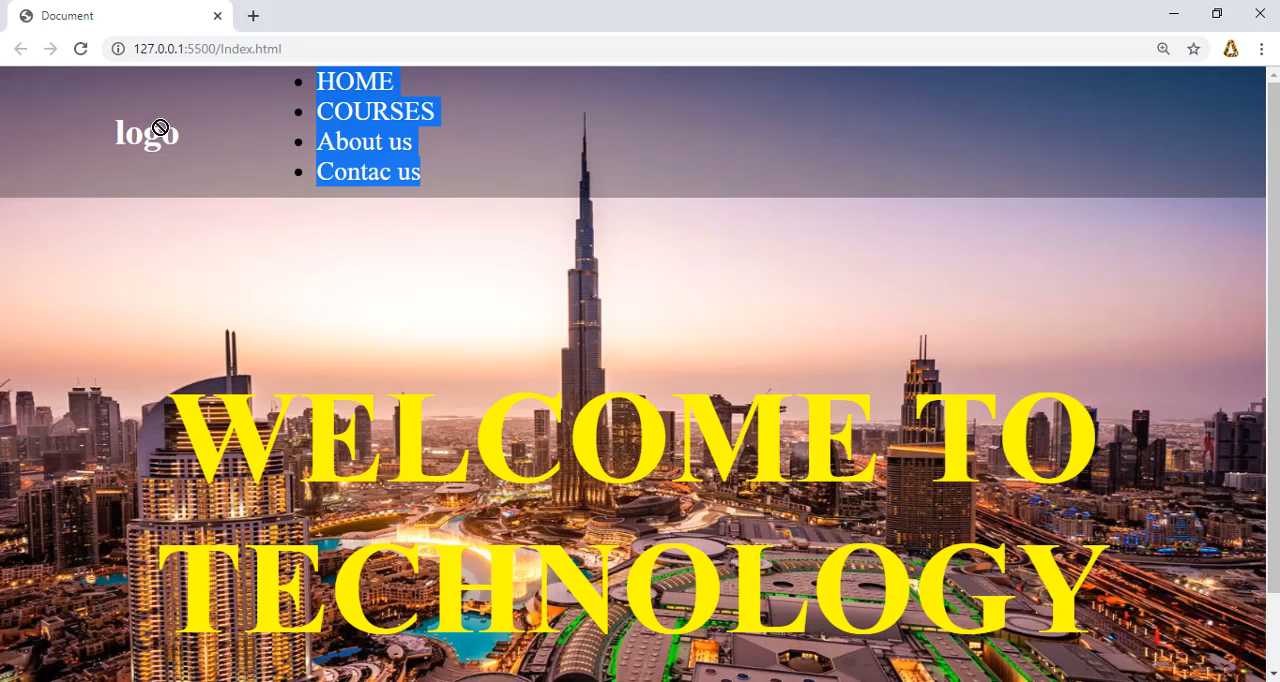 Document
127.0.0.1:5500/Index.html
logo
HOME
COURSES
About us
Contac us
WELCOME TO
TECHNOLOGY